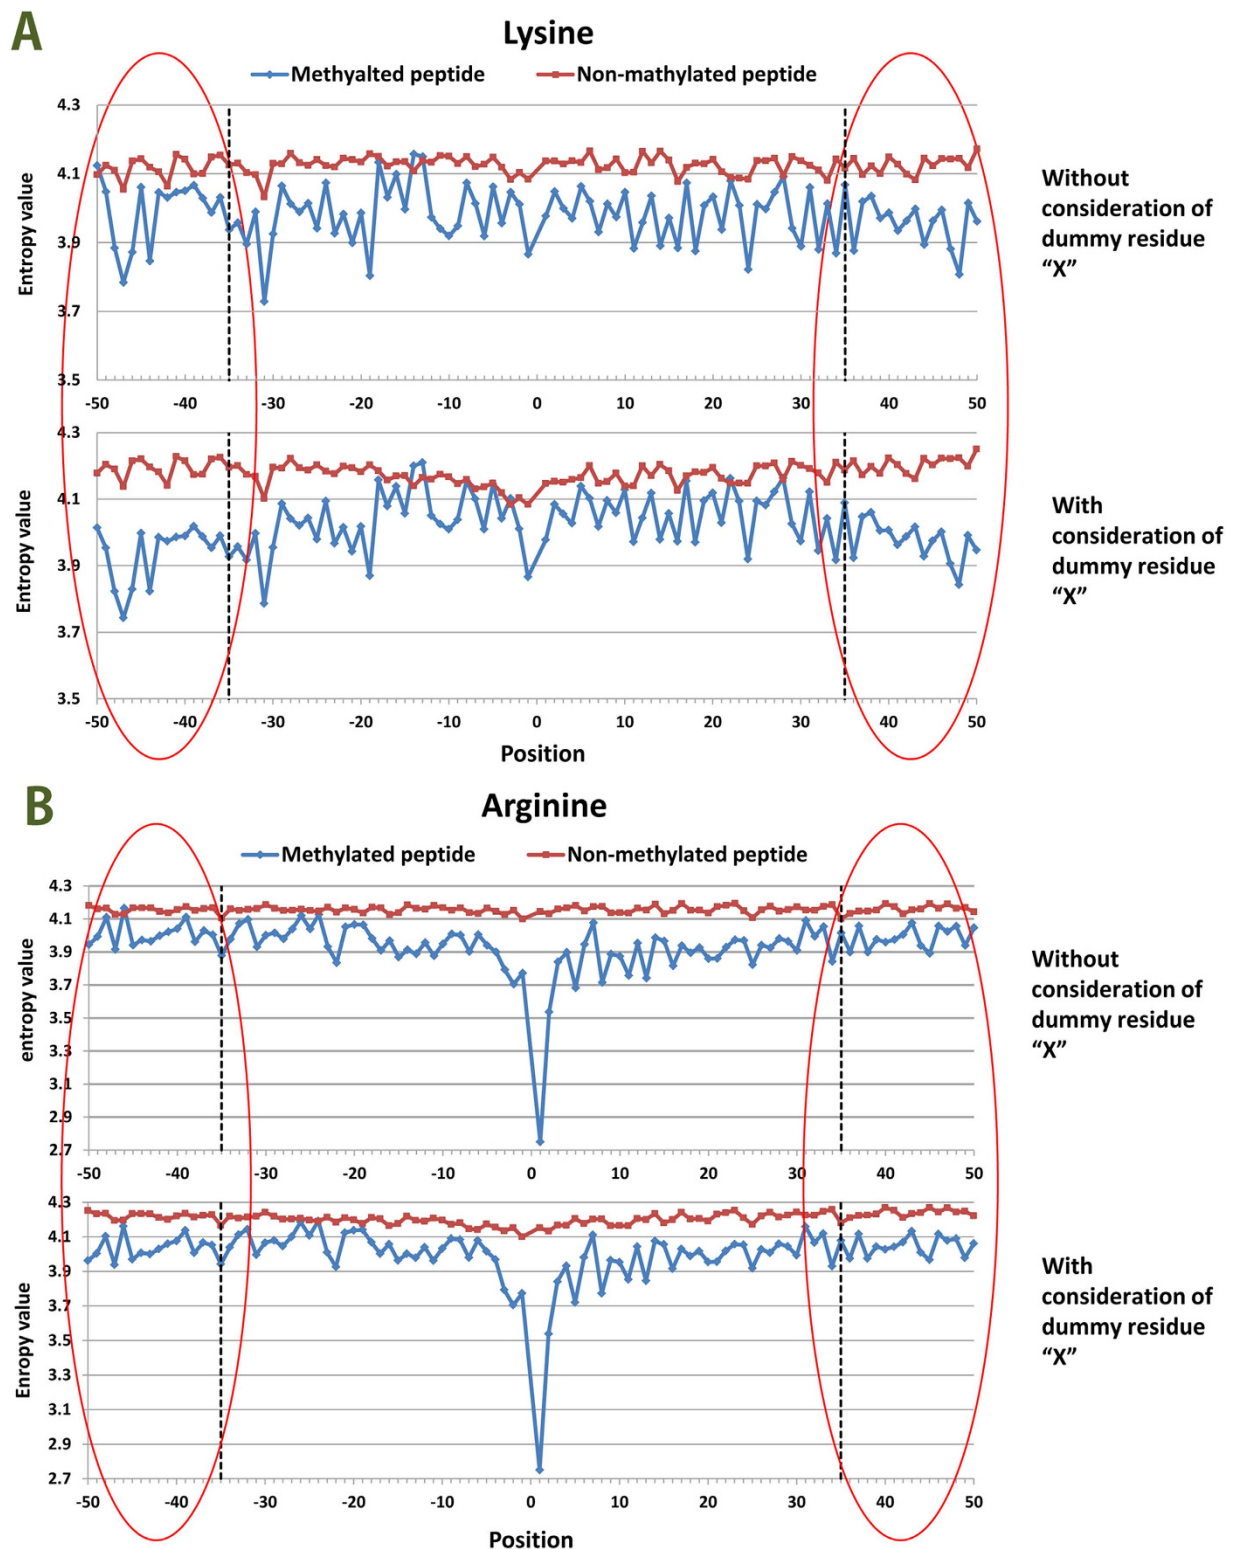 A
Lysine
Methyalted peptide
Non-mathylated peptide
4.3
4.1
3.9
3.7
3.5
Entropy value
-50 -40 -30 -20 -10 0 10 20 30 40 50
Without
consideration of
dummy residue
“X”
4.3
4.1
3.9
3.7
3.5
Entropy value
-50 -40 -30 -20 -10 0 10 20 30 40 50
Position
With
consideration of
dummy residue
“X”
B
Arginine
Methylated peptide
Non-methylated peptide
4.3
4.1
3.9
3.7
3.5
3.3
3.1
2.9
2.7
entropy value
-50 -40 -30 -20 -10 0 10 20 30 40 50
Without
consideration of
dummy residue
“X”
4.3
4.1
3.9
3.7
3.5
3.3
3.1
2.9
2.7
Enropy value
-50 -40 -30 -20 -10 0 10 20 30 40 50
Position
With
consideration of
dummy residue
“X”